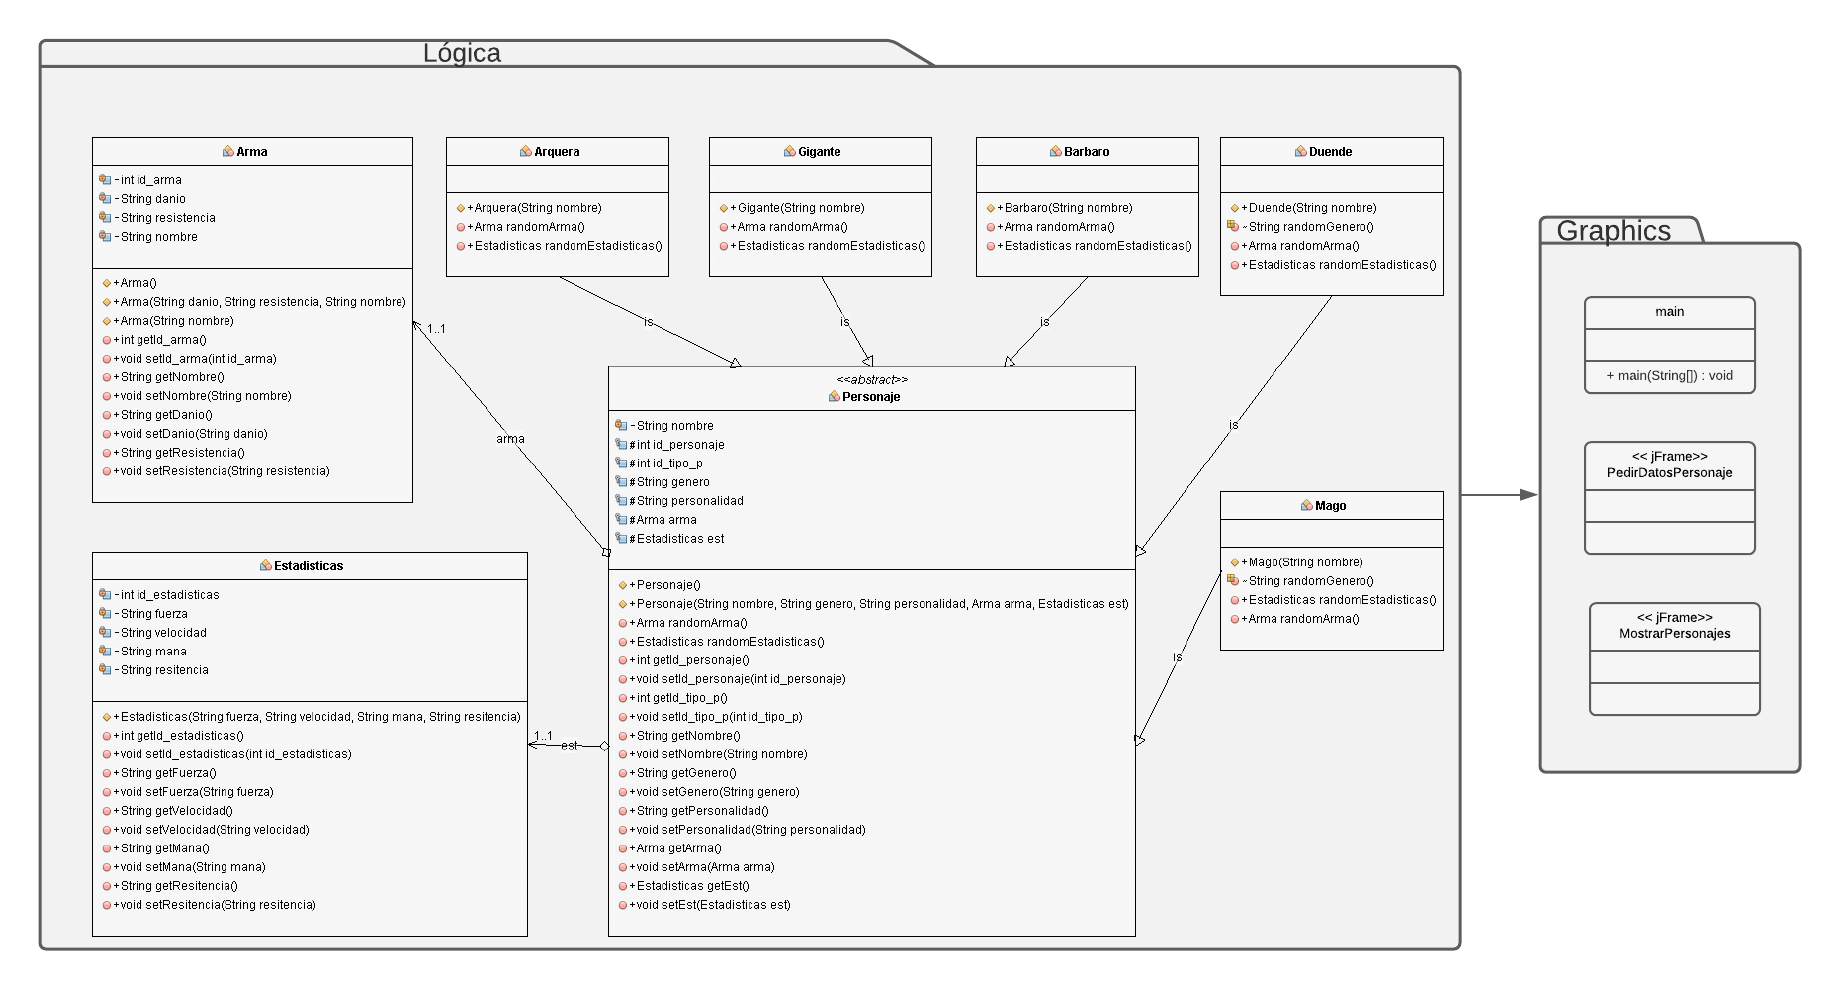 Lógica
Arma
-int id_arma
-String danio
-String resistencia
-String nombre
+Arma()
+Arma(String danio, String resistencia, String nombre)
+Arma(String nombre)
+int getId_arma()
+void setId_arma(int id_arma)
+String getNombre()
+void setNombre(String nombre)
+String getDanio()
+void setDanio(String danio)
+String getResistencia()
+void setResistencia(String resistencia)
Arquera
+Arquera(String nombre)
+Arma randomArma()
+Estadisticas randomEstadisticas()
Gigante
+Gigante(String nombre)
+Arma randomArma()
+Estadisticas randomEstadisticas()
Barbaro
+Barbaro(String nombre)
+Arma randomArma()
+Estadisticas randomEstadisticas()
Duende
+Duende(String nombre)
~String randomGenero()
+Arma randomArma()
+Estadisticas randomEstadisticas()
is
is
is
is
1..1
arma
<<abstract>>
Personaje
-String nombre
#int id_personaje
#int id_tipo_p
#String genero
#String personalidad
#Arma arma
#Estadisticas est
+Personaje()
+Personaje(String nombre, String genero, String personalidad, Arma arma, Estadisticas est)
+Arma randomArma()
+Estadisticas randomEstadisticas()
+int getId_personaje()
+void setId_personaje(int id_personaje)
+int getId_tipo_p()
+void setId_tipo_p(int id_tipo_p)
+String getNombre()
+void setNombre(String nombre)
+String getGenero()
+void setGenero(String genero)
+String getPersonalidad()
+void setPersonalidad(String personalidad)
+Arma getArma()
+void setArma(Arma arma)
+Estadisticas getEst()
+void setEst(Estadisticas est)
Mago
+Mago(String nombre)
~String randomGenero()
+Estadisticas randomEstadisticas()
+Arma randomArma()
is
Estadisticas
-int id_estadisticas
-String fuerza
-String velocidad
-String mana
-String resitencia
+Estadisticas(String fuerza, String velocidad, String mana, String resitencia)
+int getId_estadisticas()
+void setId_estadisticas(int id_estadisticas)
+String getFuerza()
+void setFuerza(String fuerza)
+String getVelocidad()
+void setVelocidad(String velocidad)
+String getMana()
+void setMana(String mana)
+String getResitencia()
+void setResitencia(String resitencia)
1..1
est
Graphics
main
+ main(String[]) : void
<< jFrame>>
PedirDatosPersonaje
<< jFrame>>
MostrarPersonajes